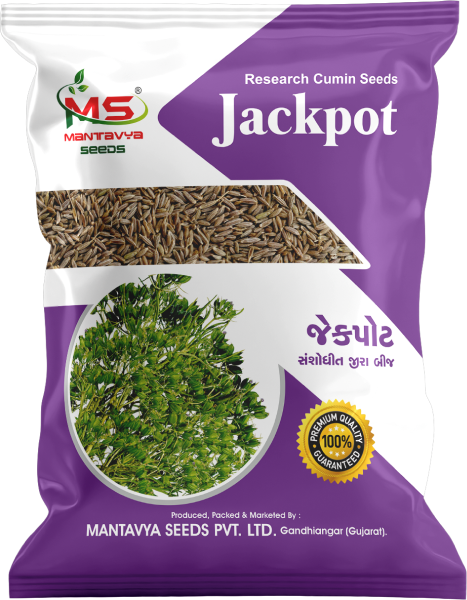 MS®
MANTAVYA
SEEDS
Research Cumin Seeds
Jackpot
જેકપોટ
સંશોધીત જીરા બીજ
PREMIUM QUALITY
100%
GUARANTEED
Produced, Packed & Marketed By :
MANTAVYA SEEDS PVT. LTD. Gandhiangar (Gujarat).